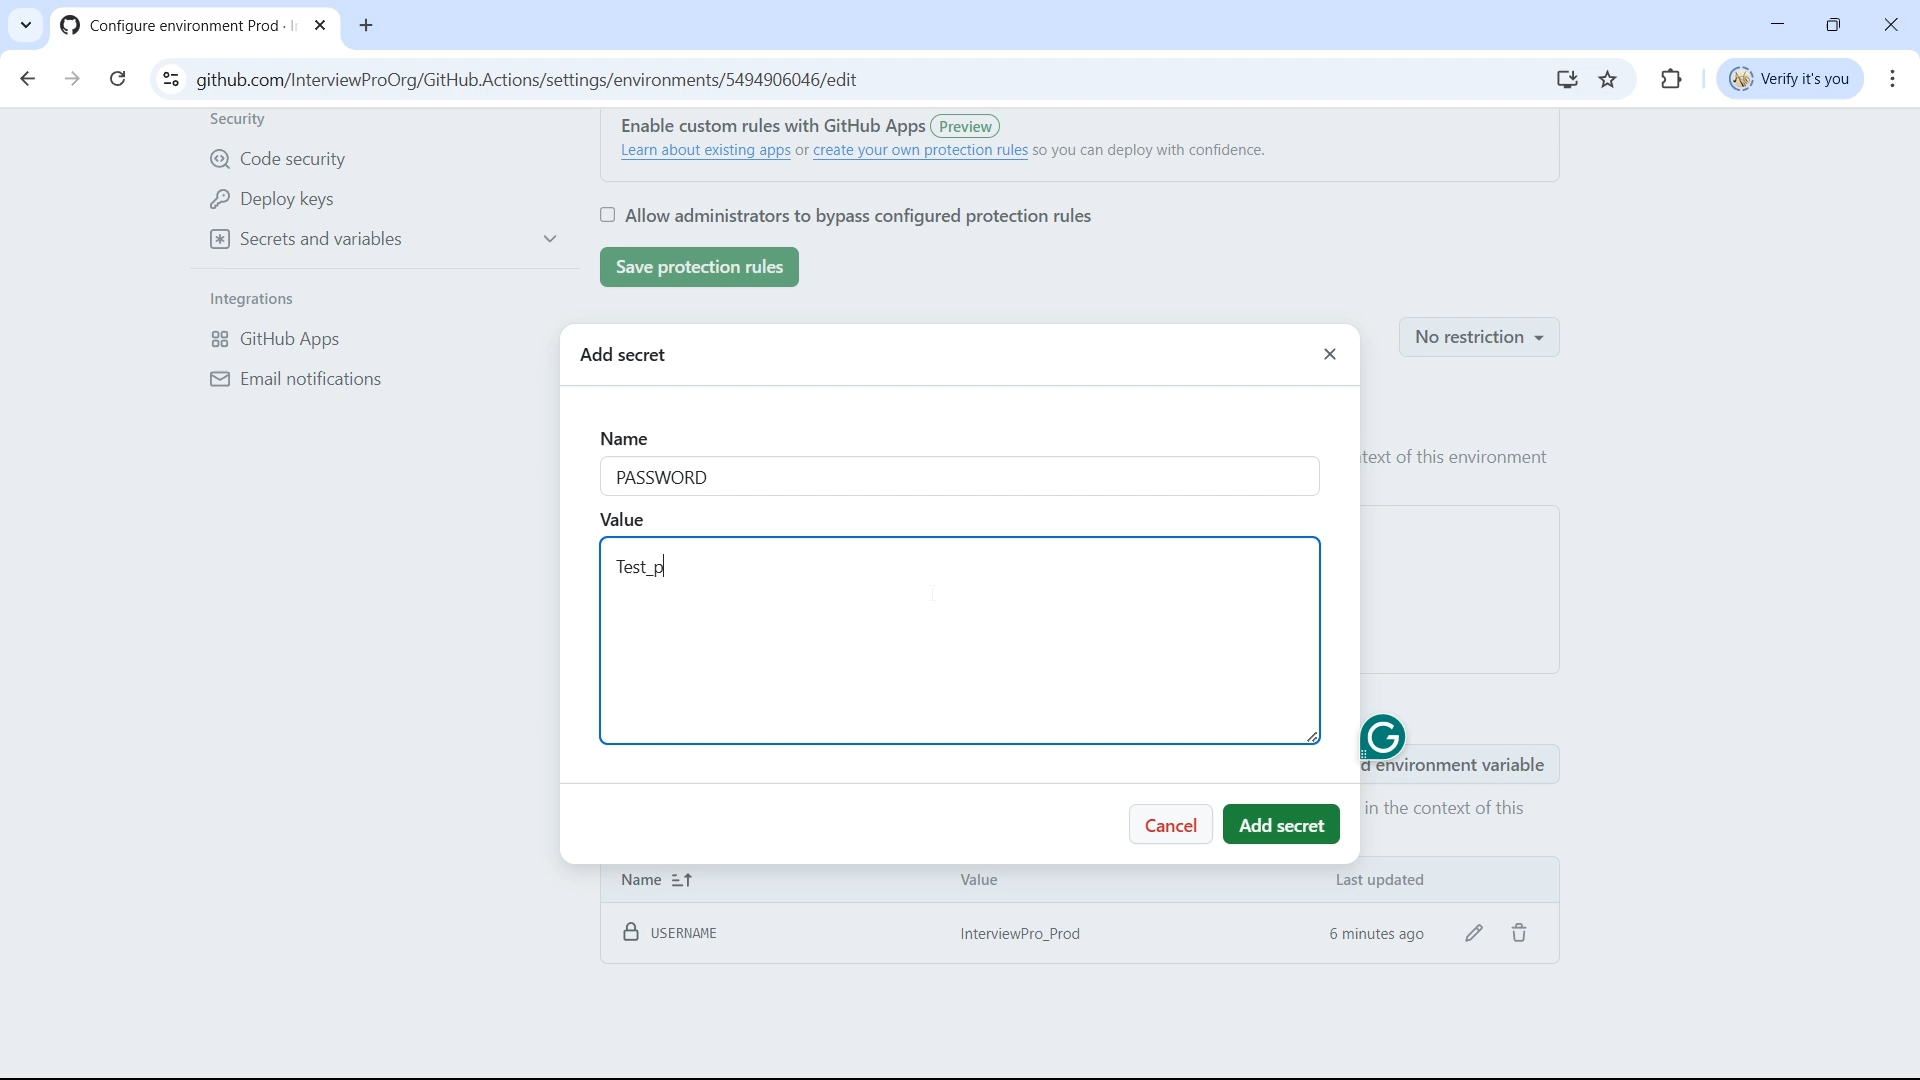 Configure environment Prod · I
github.com/InterviewProOrg/GitHub.Actions/settings/environments/5494906046/edit
Verify it's you
Security
Code security
Deploy keys
Secrets and variables
Integrations
GitHub Apps
Email notifications
Enable custom rules with GitHub Apps Preview
Learn about existing apps or create your own protection rules so you can deploy with confidence.
Allow administrators to bypass configured protection rules
Save protection rules
No restriction
Add secret
Name
PASSWORD
Value
Test_p
text of this environment
G
d environment variable
in the context of this
Cancel
Add secret
Name Value Last updated
USERNAME InterviewPro_Prod 6 minutes ago